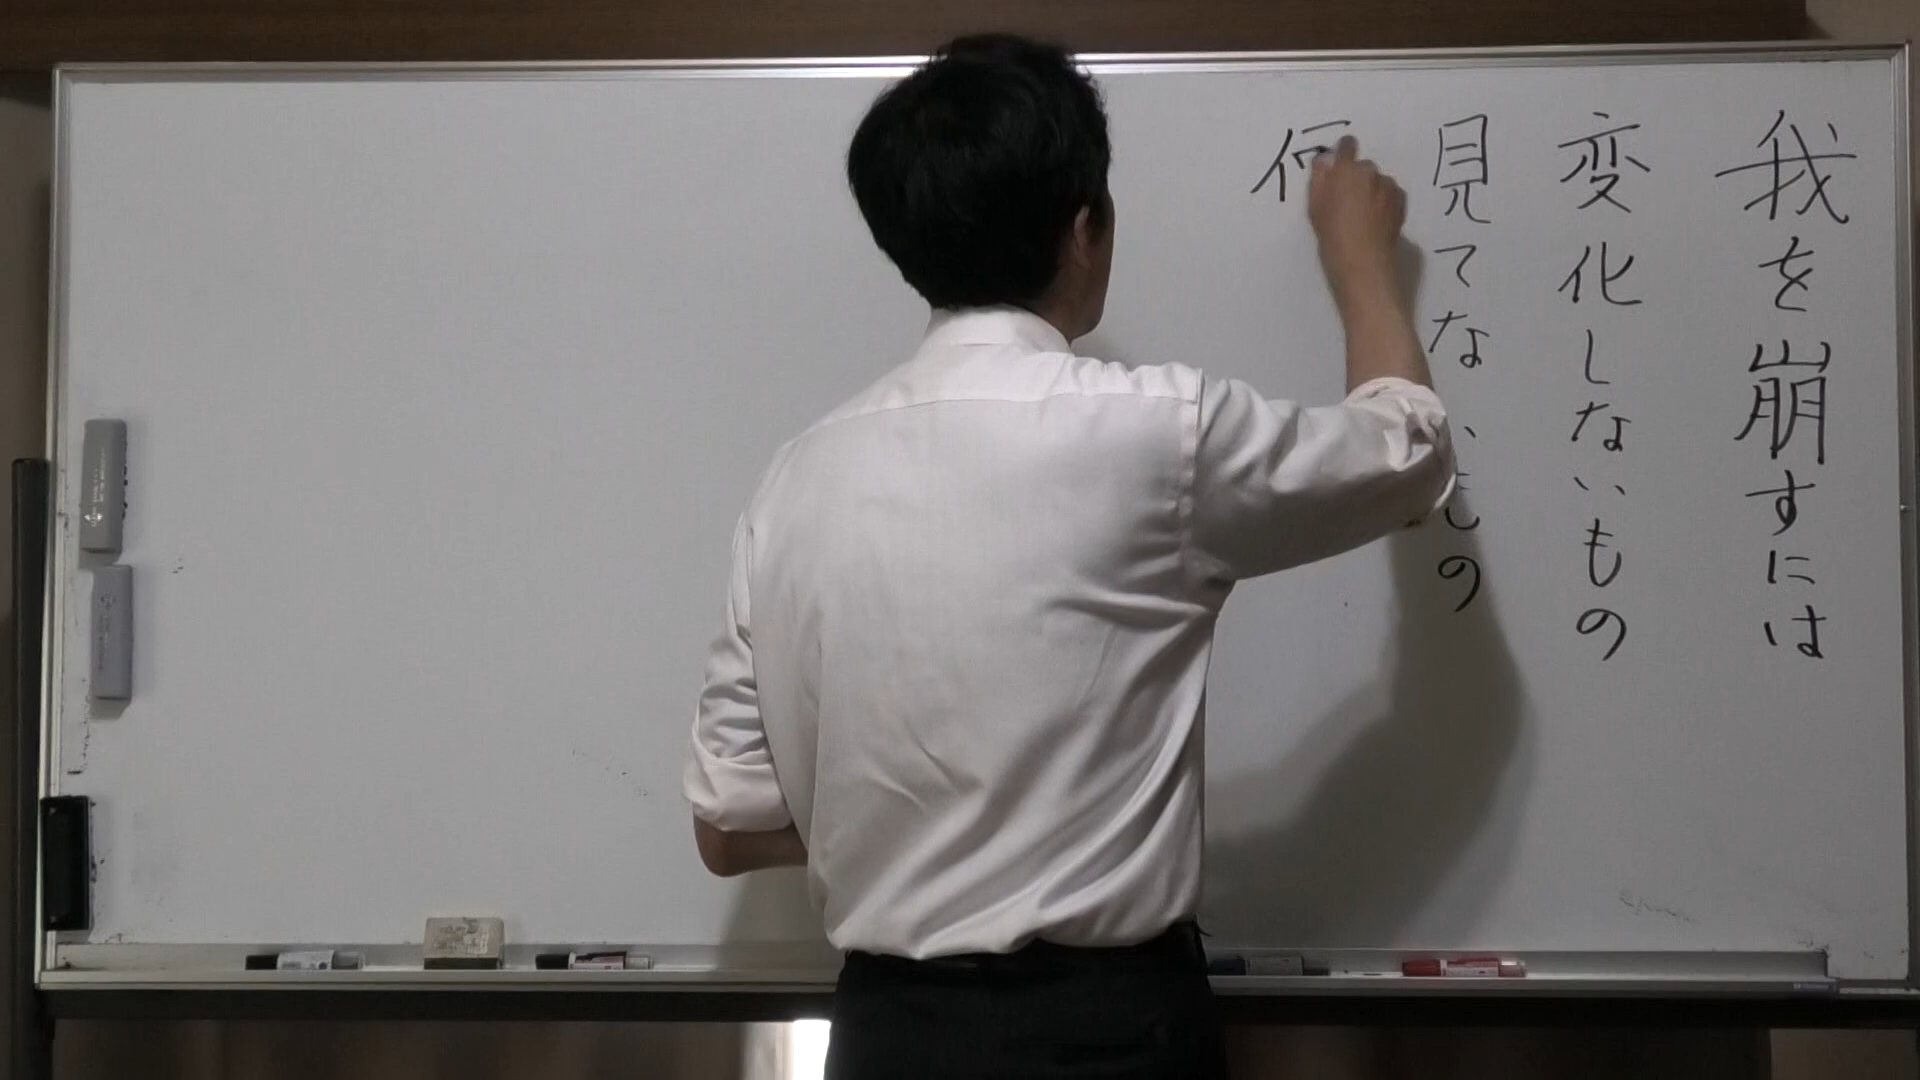 我を崩すには
変化しないもの
見てないもの
何